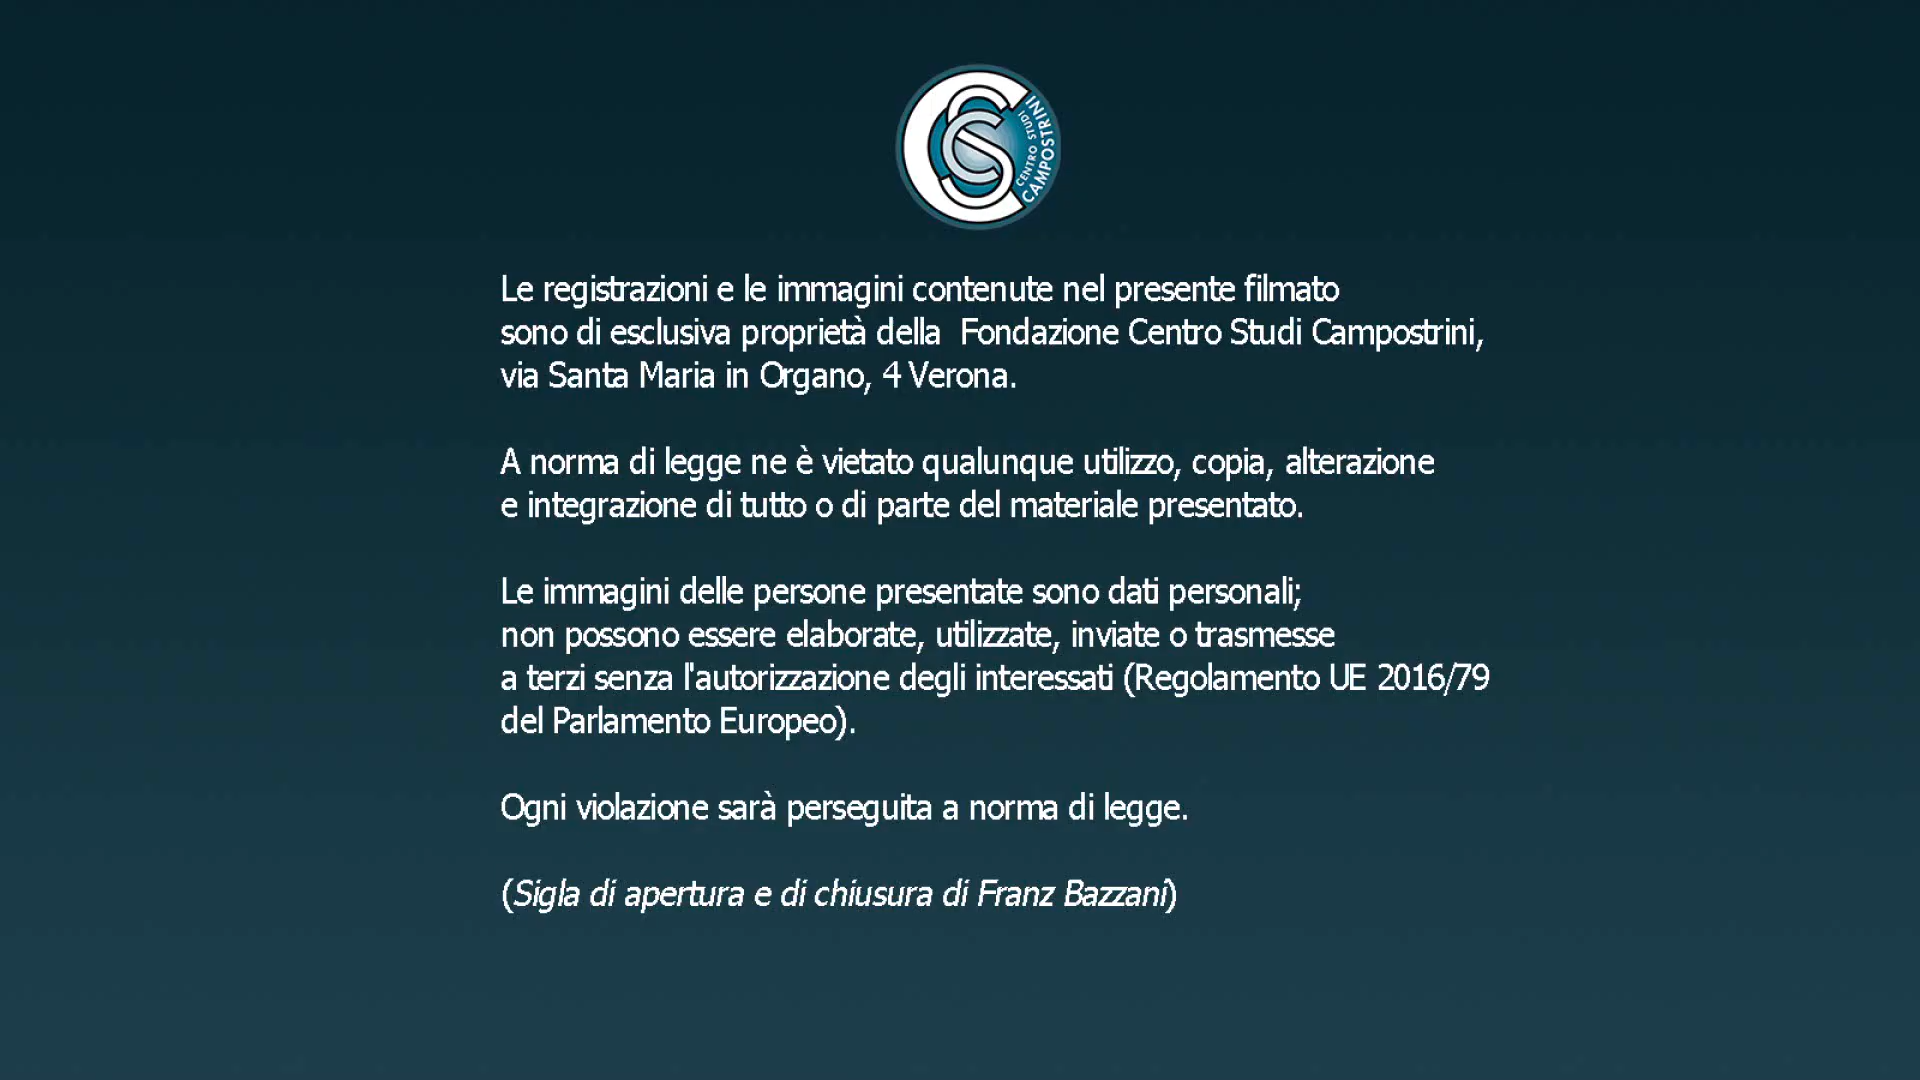 CENTRO STUDI
CAMPOSTRINI
Le registrazioni e le immagini contenute nel presente filmato
sono di esclusiva proprietà della  Fondazione Centro Studi Campostrini,
via Santa Maria in Organo, 4 Verona.
A norma di legge ne è vietato qualunque utilizzo, copia, alterazione
e integrazione di tutto o di parte del materiale presentato.
Le immagini delle persone presentate sono dati personali;
non possono essere elaborate, utilizzate, inviate o trasmesse
a terzi senza l'autorizzazione degli interessati (Regolamento UE 2016/79
del Parlamento Europeo).
Ogni violazione sarà perseguita a norma di legge.
(Sigla di apertura e di chiusura di Franz Bazzani)